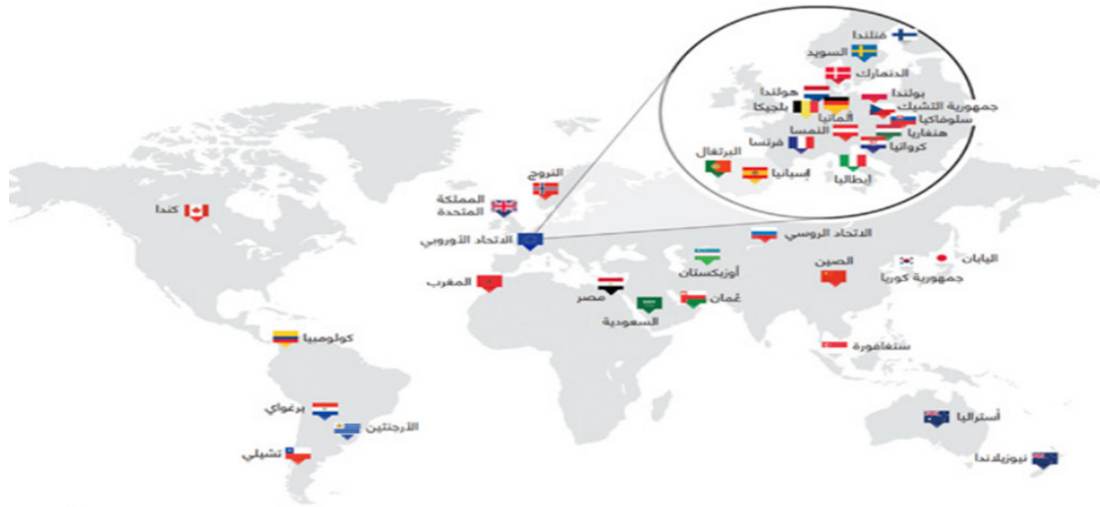 فنلندا
السويد
الدنمارك
هولندا
بولندا
بلجيكا
المانيا
جمهورية التشيك
سلوفاكيا
النمسا
هنغاريا
فرنسا
كرواتيا
البرتغال
إسبانيا
إيطاليا
النروج
المملكة
المتحدة
كندا
الاتحاد الأوروبي
الاتحاد الروسي
أوزبكستان
الصين
اليابان
جمهورية كوريا
المغرب
مصر
عُمان
السعودية
كولومبيا
سنغافورة
برغواي
الأرجنتين
أستراليا
تشيلي
نيوزيلاندا